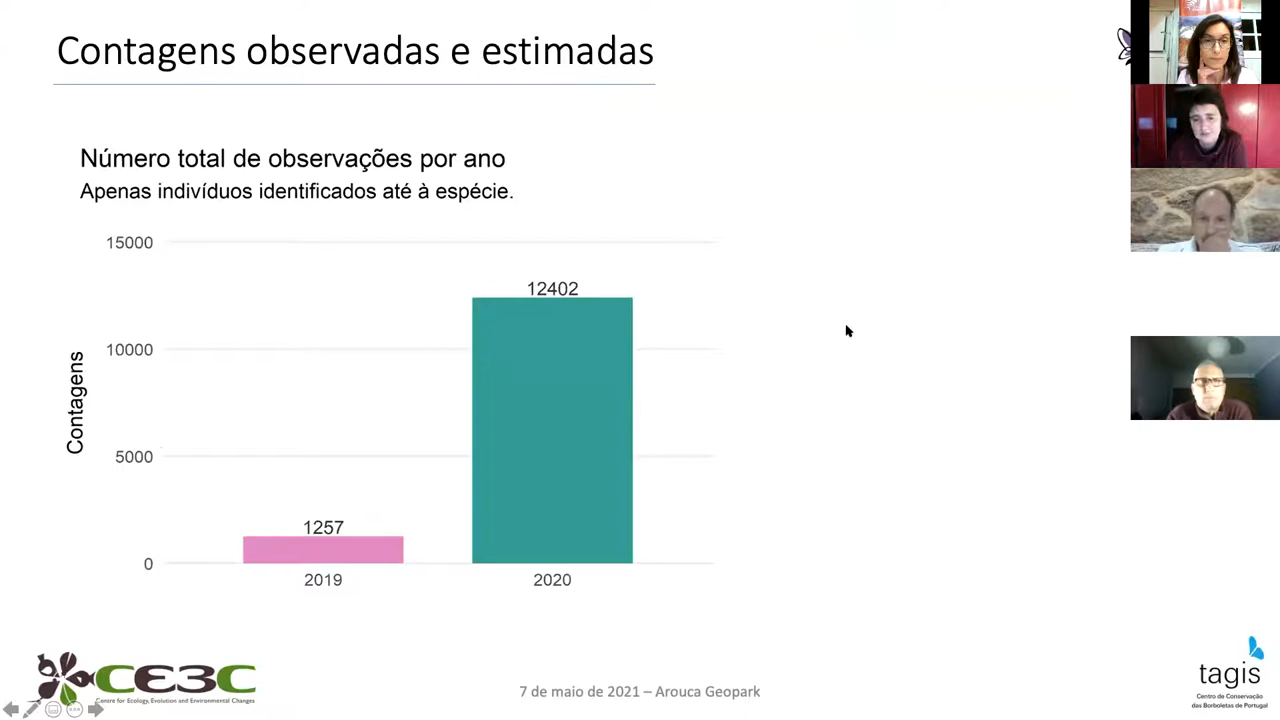 Contagens observadas e estimadas
Número total de observações por ano
Apenas indivíduos identificados até à espécie.
15000
12402
10000
Contagens
5000
1257
0
2019
2020
CE3C
Centre for Ecology, Evolution and Environmental Changes
7 de maio de 2021 – Arouca Geopark
tagis
Centro de Conservação
das Borboletas de Portugal